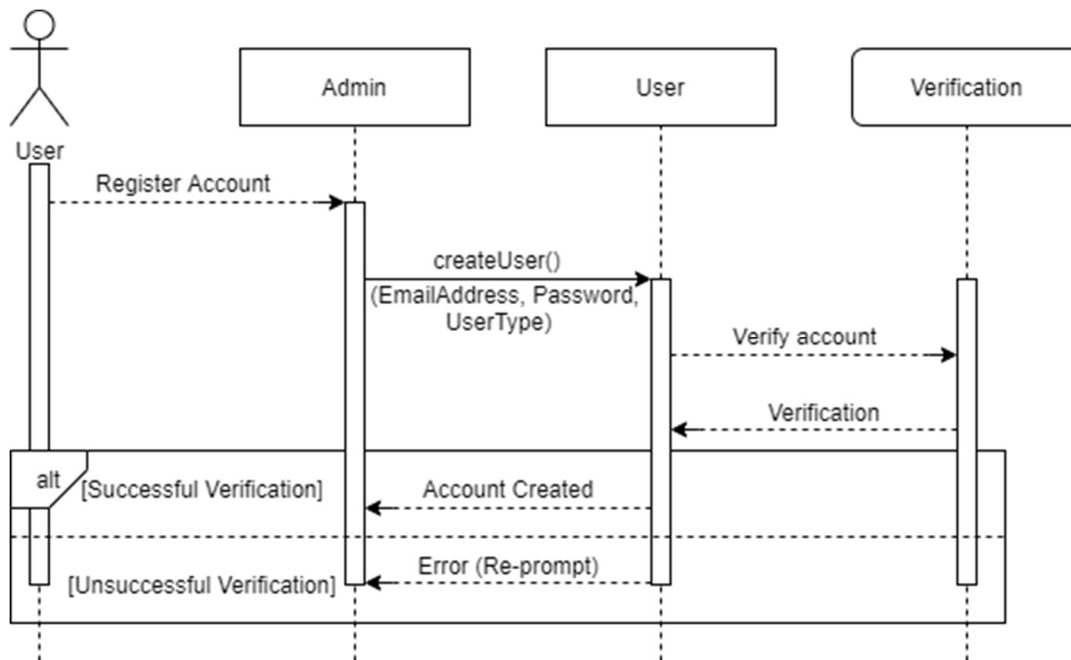 Admin
User
Verification
User
Register Account
createUser()
(EmailAddress, Password,
UserType)
Verify account
Verification
alt
[Successful Verification]
Account Created
Error (Re-prompt)
[Unsuccessful Verification]